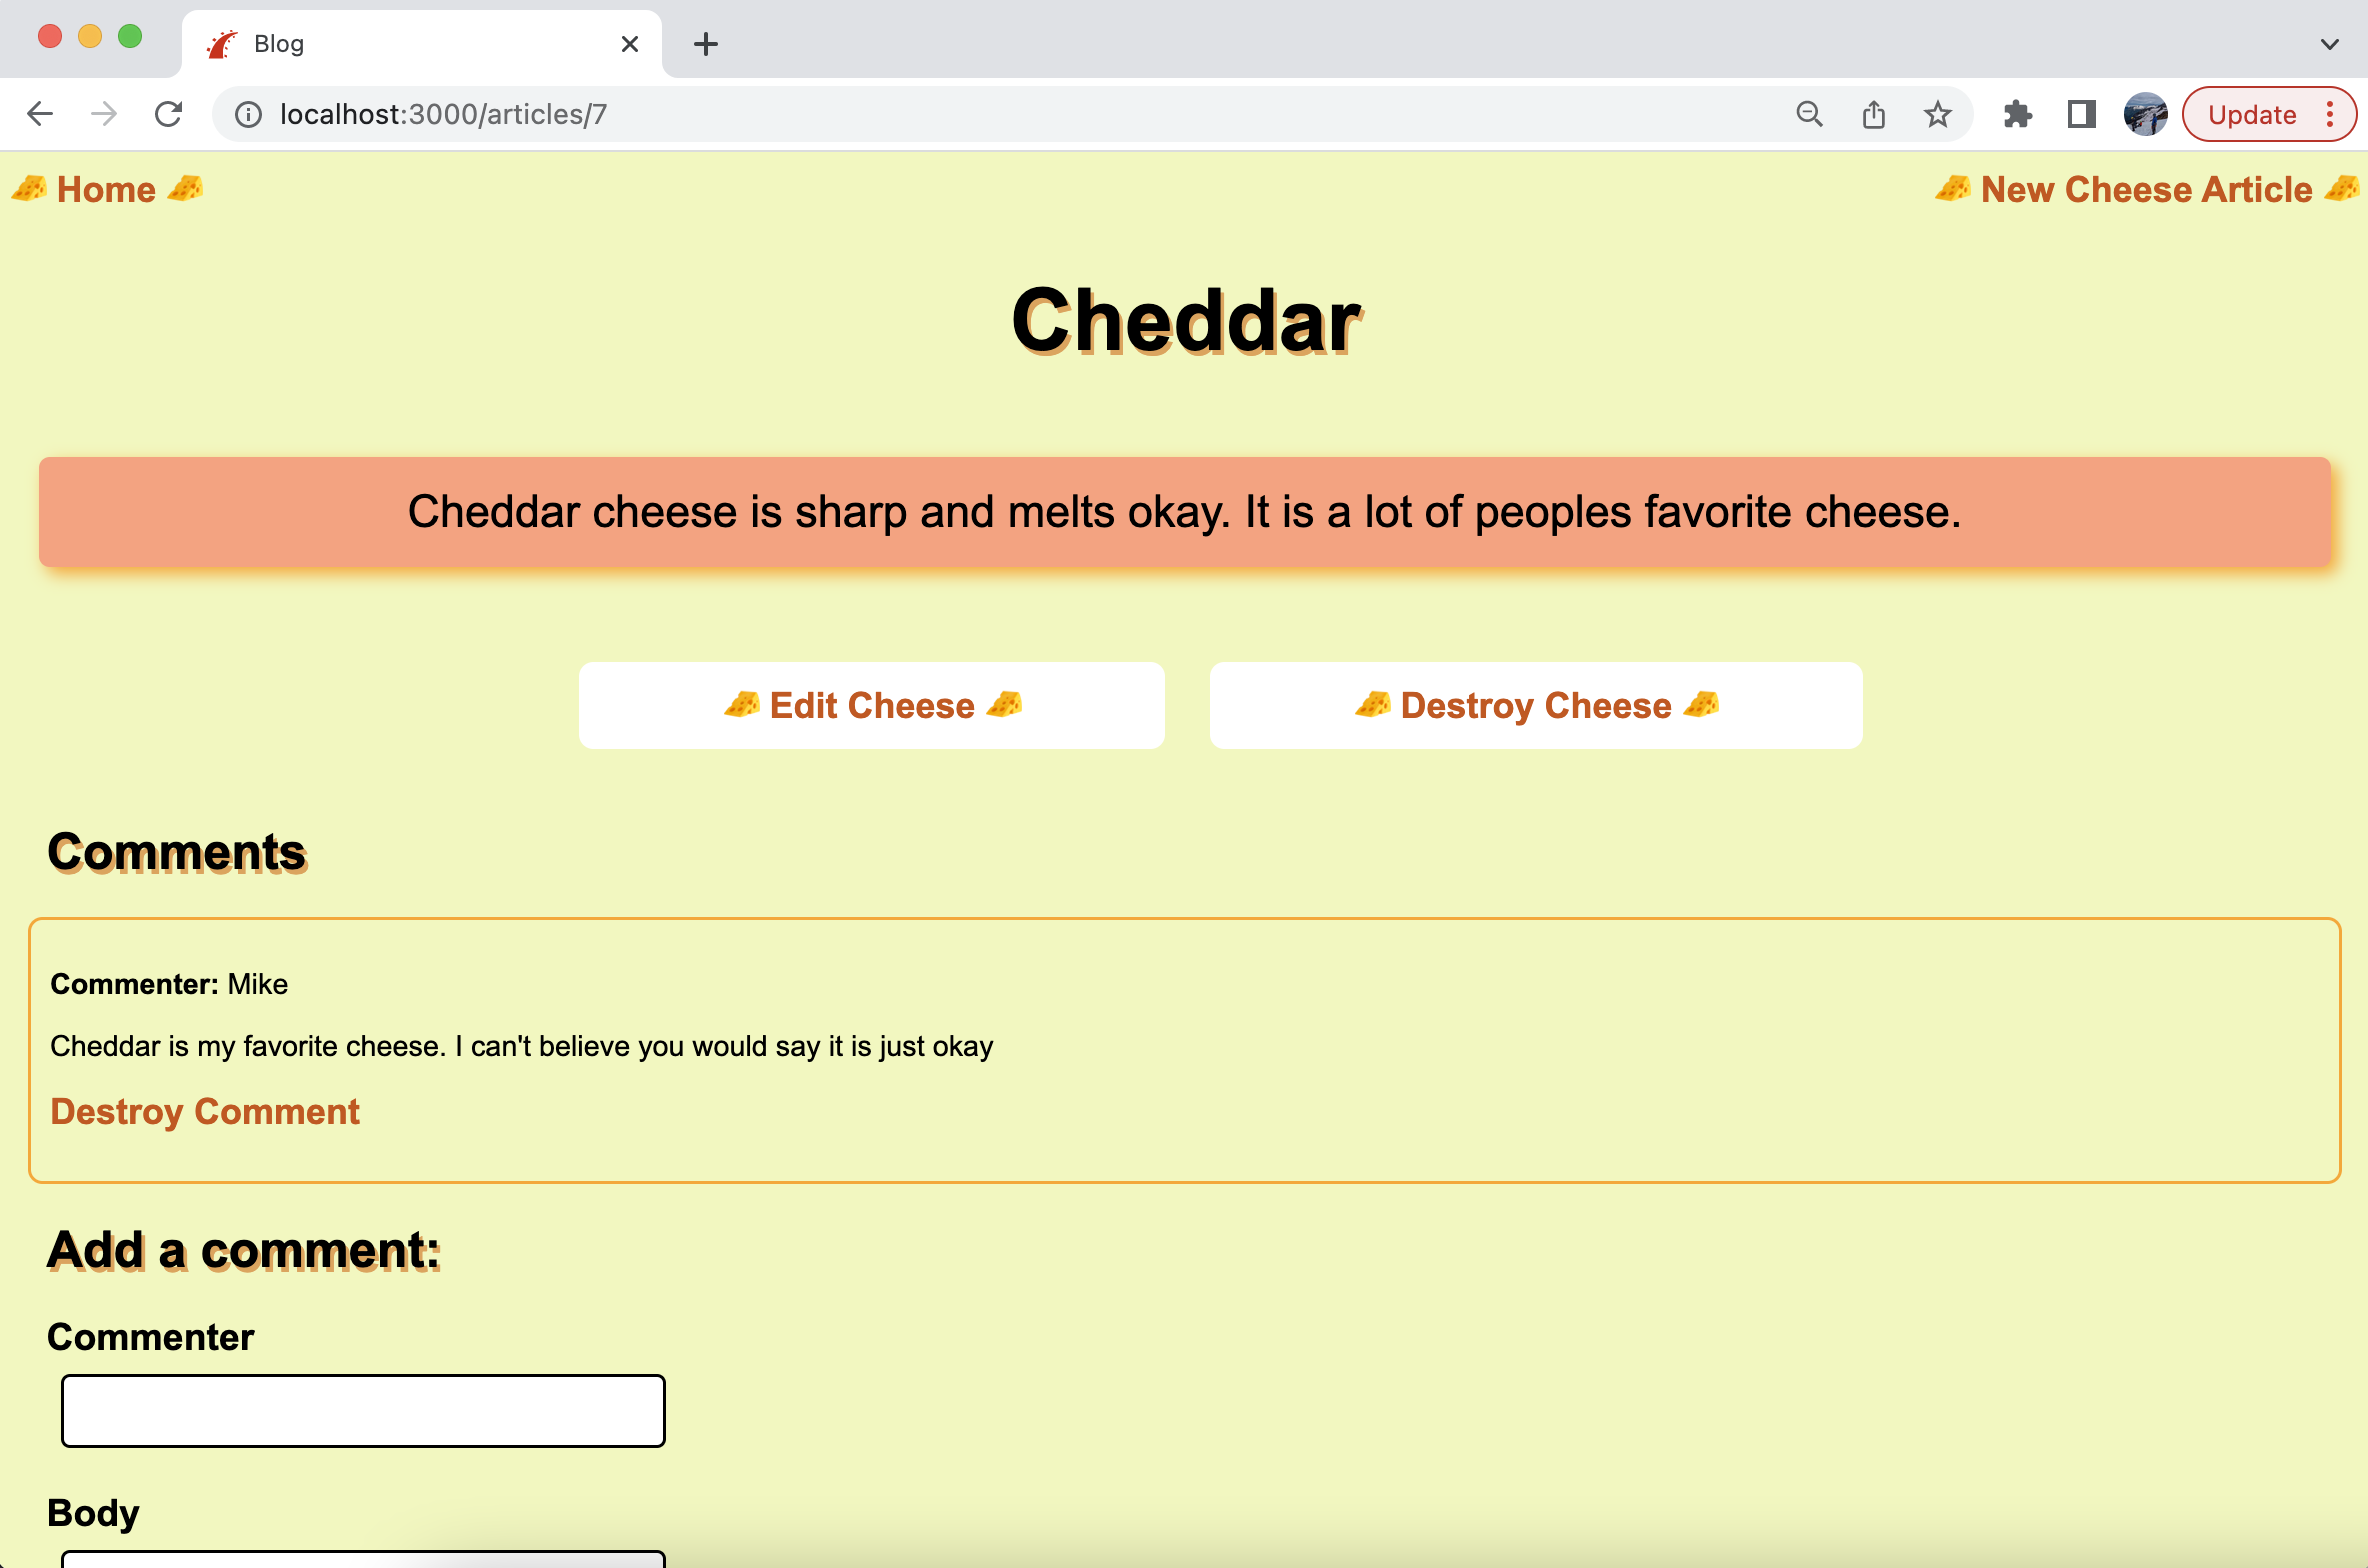 Blog
localhost:3000/articles/7
Update
🧀 Home 🧀
🧀 New Cheese Article 🧀
Cheddar
Cheddar cheese is sharp and melts okay. It is a lot of peoples favorite cheese.
🧀 Edit Cheese 🧀
🧀 Destroy Cheese 🧀
Comments
Commenter: Mike
Cheddar is my favorite cheese. I can't believe you would say it is just okay
Destroy Comment
Add a comment:
Commenter
Body